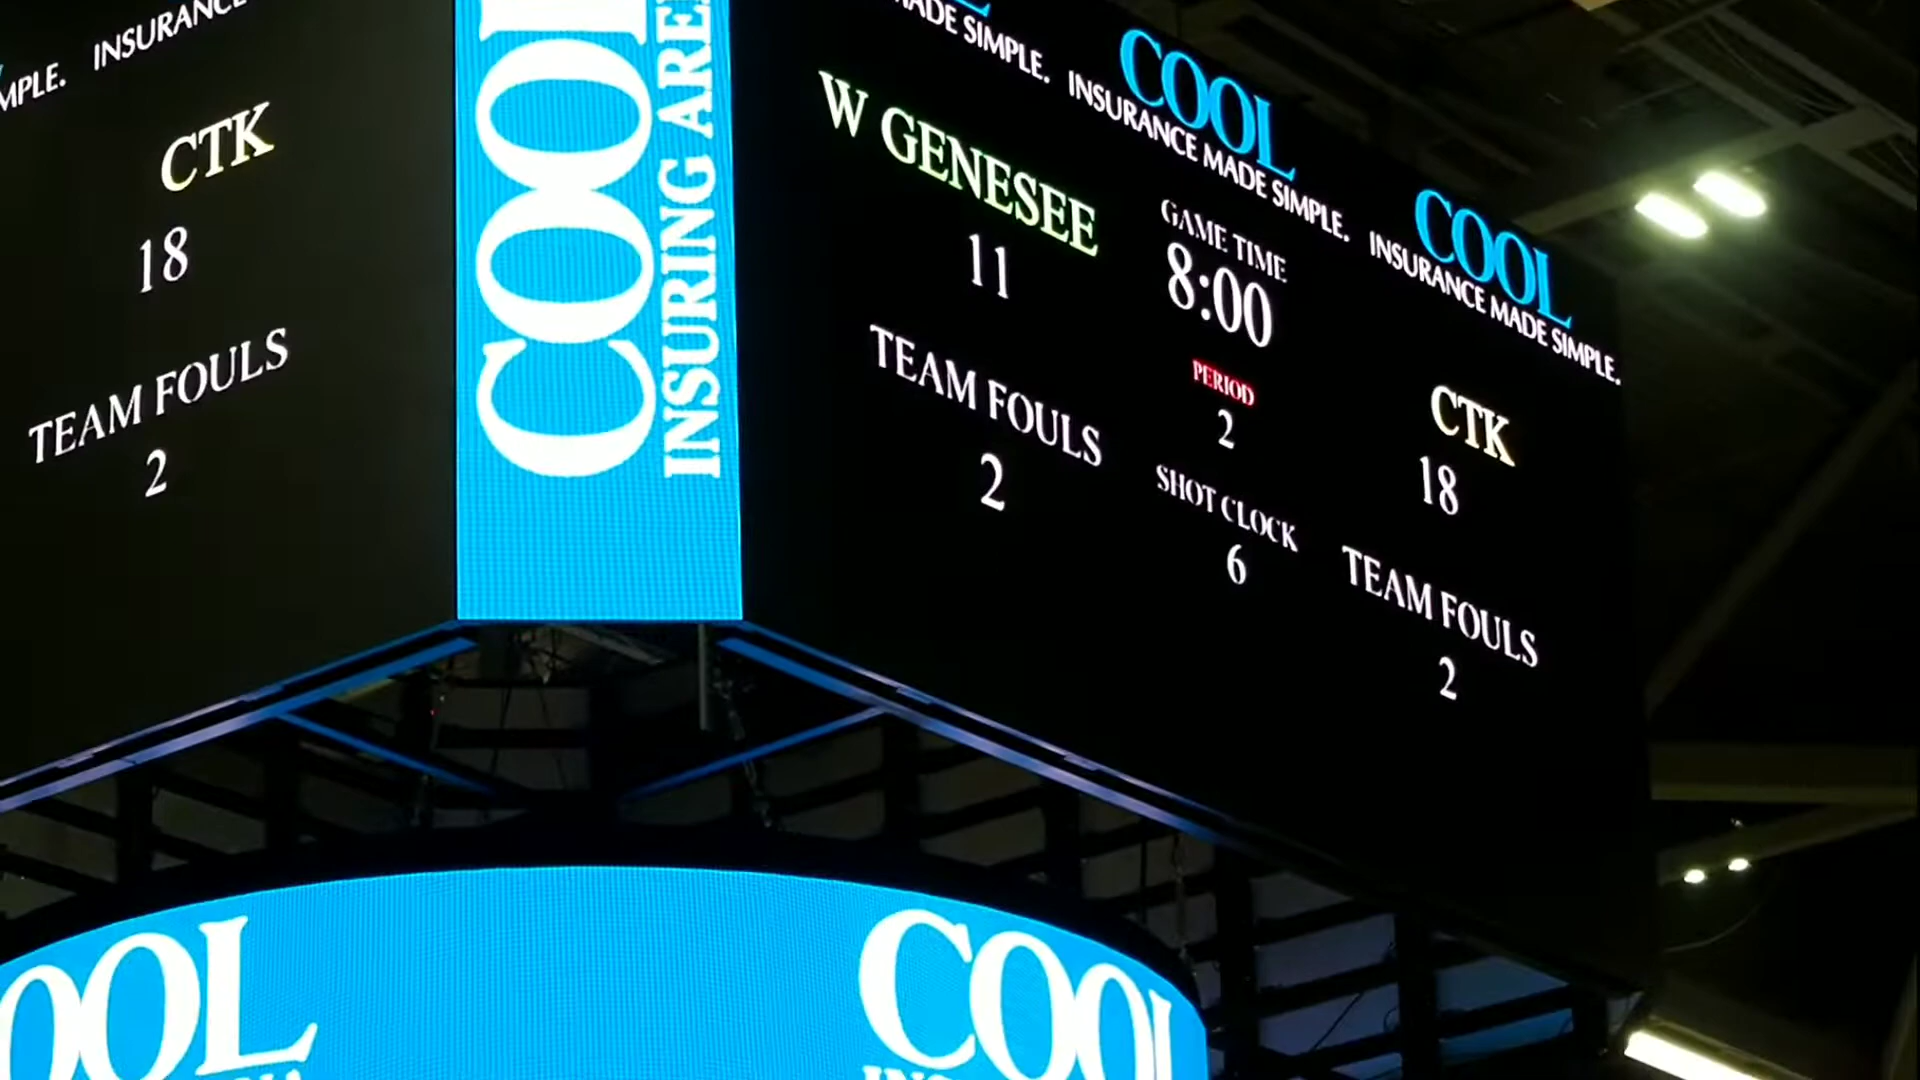 MPLE. INSURANCE
CTK
18
TEAM FOULS
2
COOL
INSURING
MADE SIMPLE. INSURANCE MADE SIMPLE. INSURANCE MADE SIMPLE.
COOL
COOL
W GENESEE
11
TEAM FOULS
2
GAME TIME
8:00
PERIOD
2
SHOT CLOCK
6
CTK
18
TEAM FOULS
2
OOL
COOL